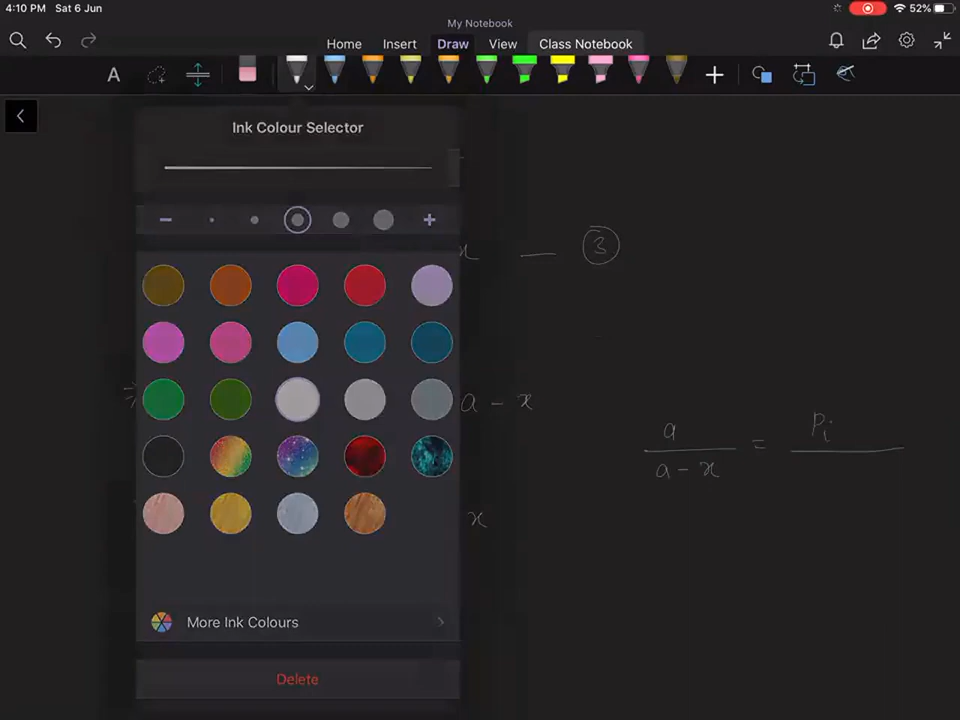 4:10 PM Sat 6 Jun 52%
My Notebook
Home Insert Draw View Class Notebook
A
Ink Colour Selector
x — ③
a - x
a / a - x = Pi /
x
More Ink Colours
Delete